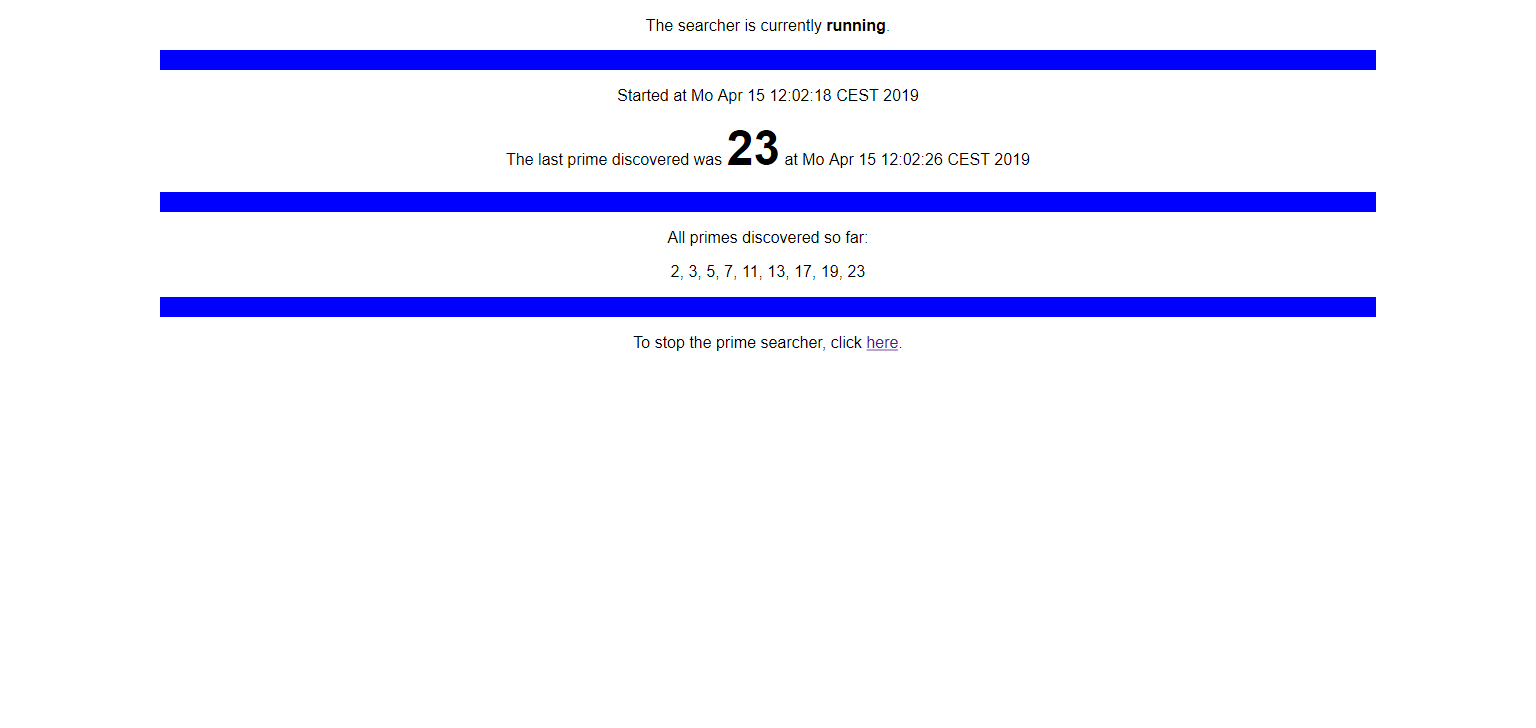 The searcher is currently running.
Started at Mo Apr 15 12:02:18 CEST 2019
The last prime discovered was 23 at Mo Apr 15 12:02:26 CEST 2019
All primes discovered so far:
2, 3, 5, 7, 11, 13, 17, 19, 23
To stop the prime searcher, click here.